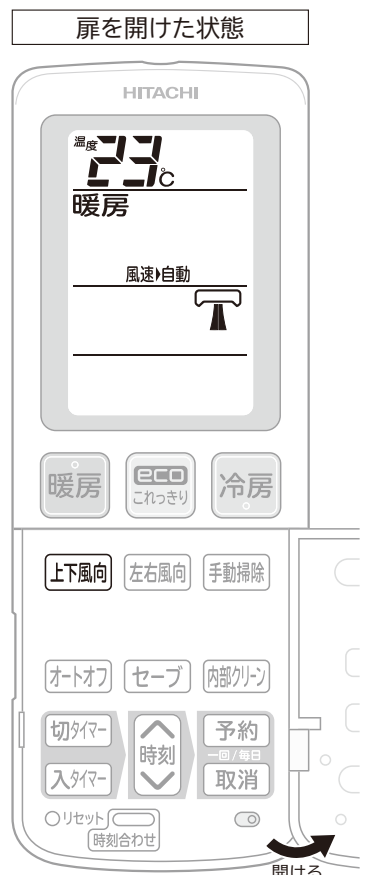 扉を開けた状態
HITACHI
温度 23℃
暖房
風速▶自動
暖房 eco これっきり 冷房
上下風向 左右風向 手動掃除
オートオフ セーブ 内部クリーン
切タイマー 時刻 予約
一回/毎日
入タイマー 取消
リセット
時刻合わせ
開ける